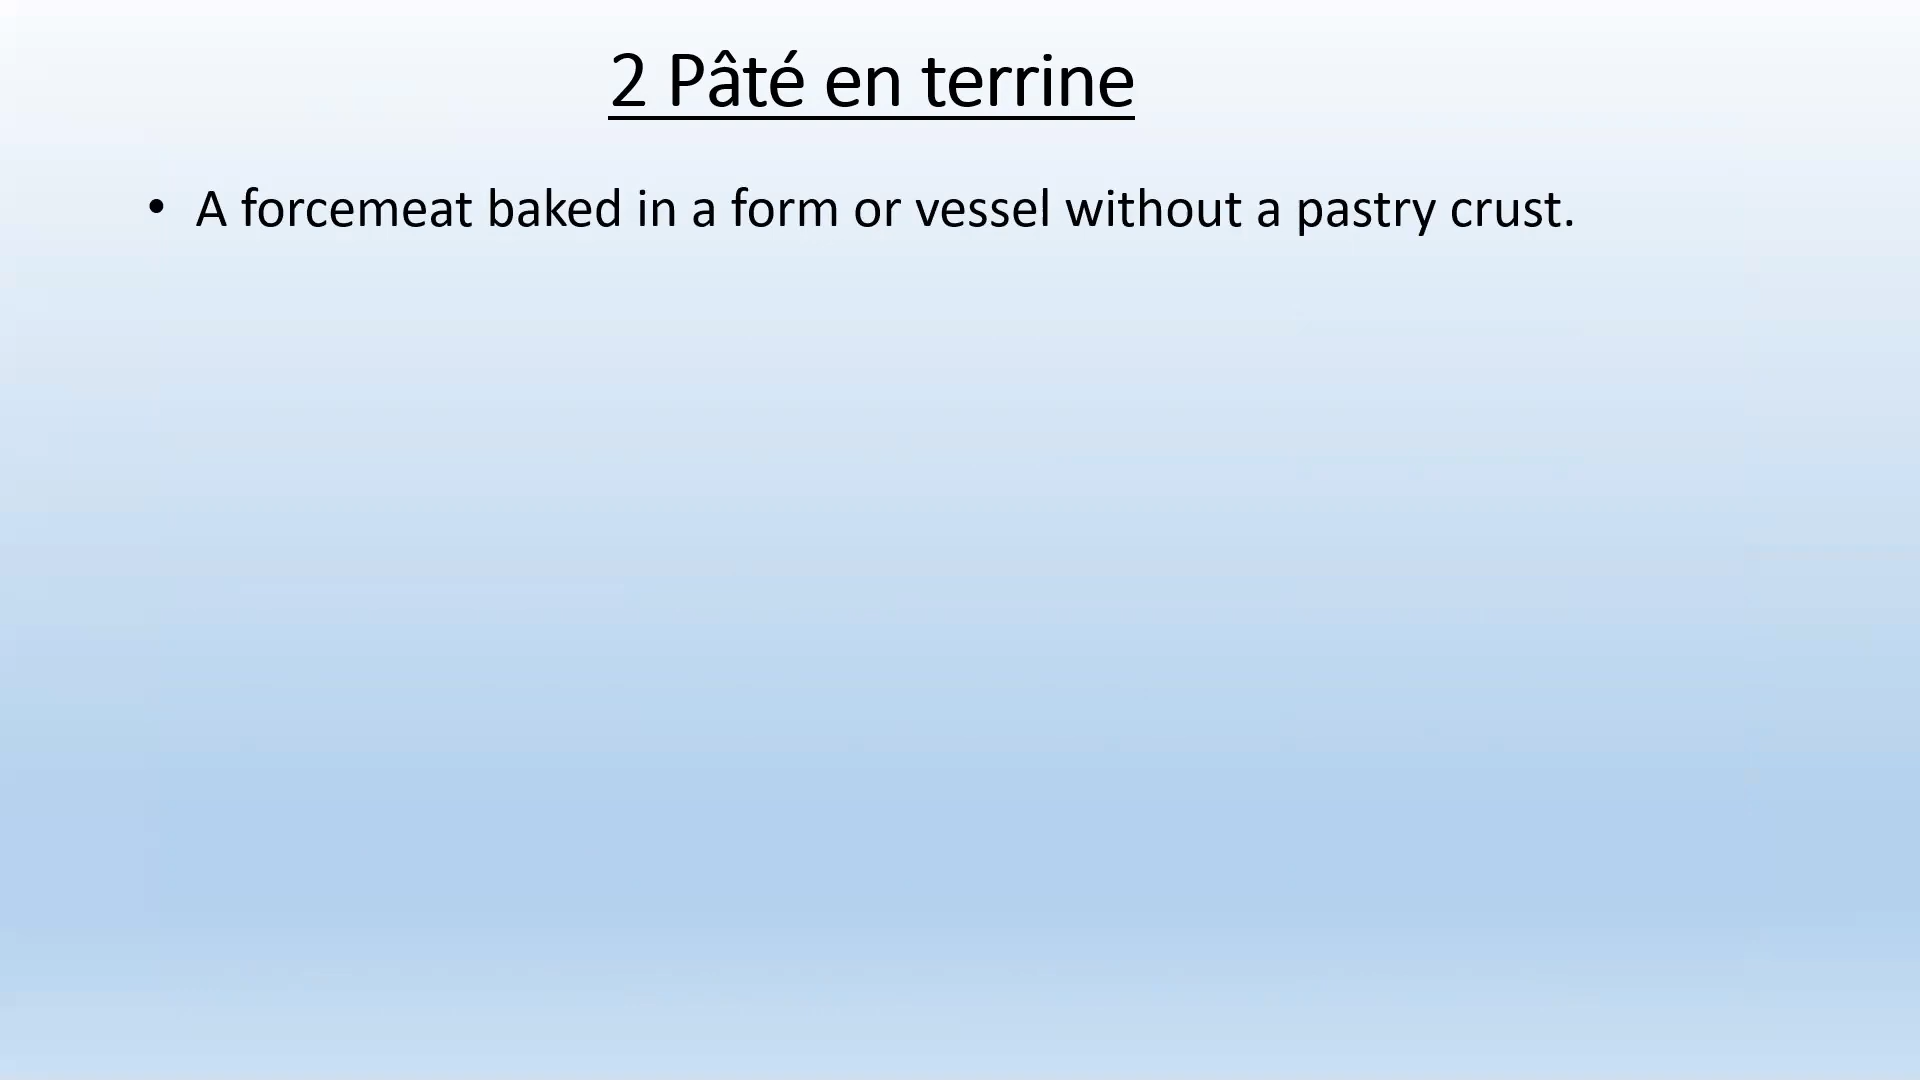 2 Pâté en terrine
• A forcemeat baked in a form or vessel without a pastry crust.